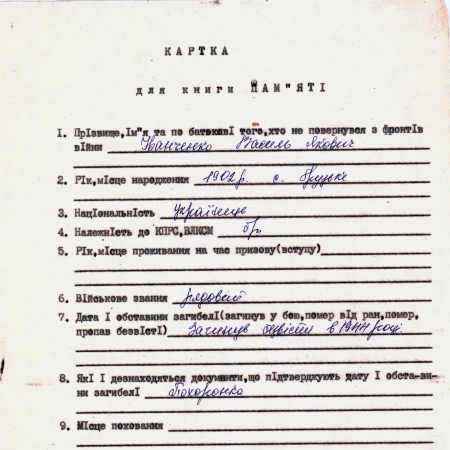 КАРТКА
для книги ПАМ"ЯТІ
1. Прізвище, ім"я та по батькові того, хто не повернувся з фронтів
війни Іванченко Василь Якович
2. Рік, місце народження 1902 р. с. Грузьке
3. Національність українець
4. Належність до КПРС, ВЛКСМ б/п
5. Рік, місце проживання на час призову(вступу)
6. Військове звання рядовий
7. Дата і обставини загибелі(загинув у бою, помер від ран, помер,
пропав безвісті) Загинув в 1944 році
8. Які і де знаходяться документи, що підтверджують дату і обста-ви-
ни загибелі Похоронка
9. Місце поховання